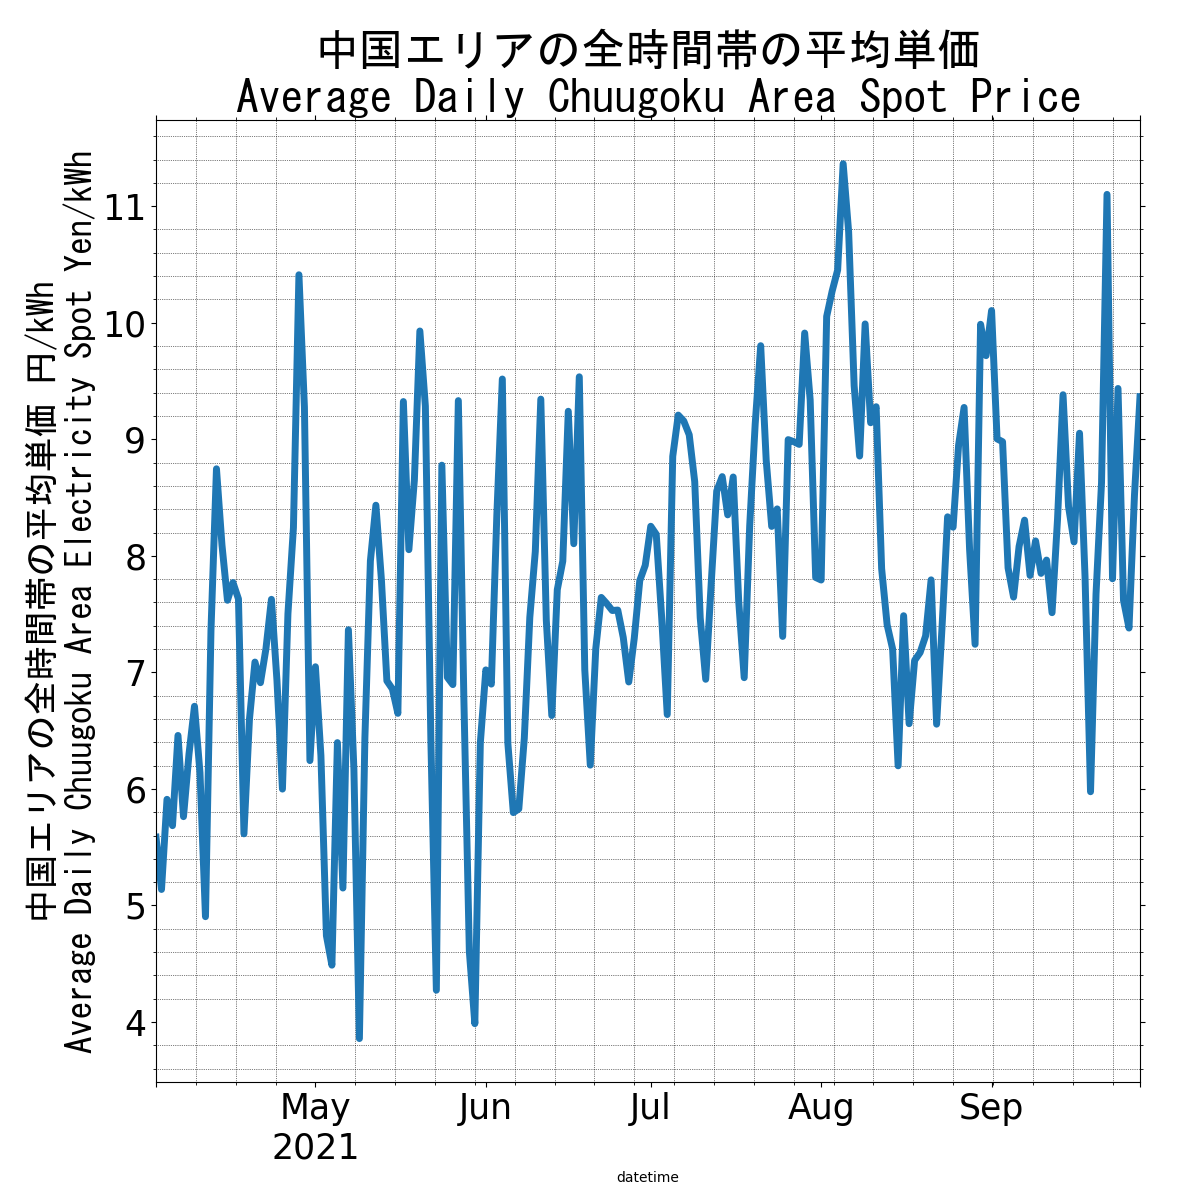 中国エリアの全時間帯の平均単価
Average Daily Chuugoku Area Spot Price
中国エリアの全時間帯の平均単価 円/kWh
Average Daily Chuugoku Area Electricity Spot Yen/kWh
11
10
9
8
7
6
5
4
May
2021
Jun
Jul
Aug
Sep
datetime